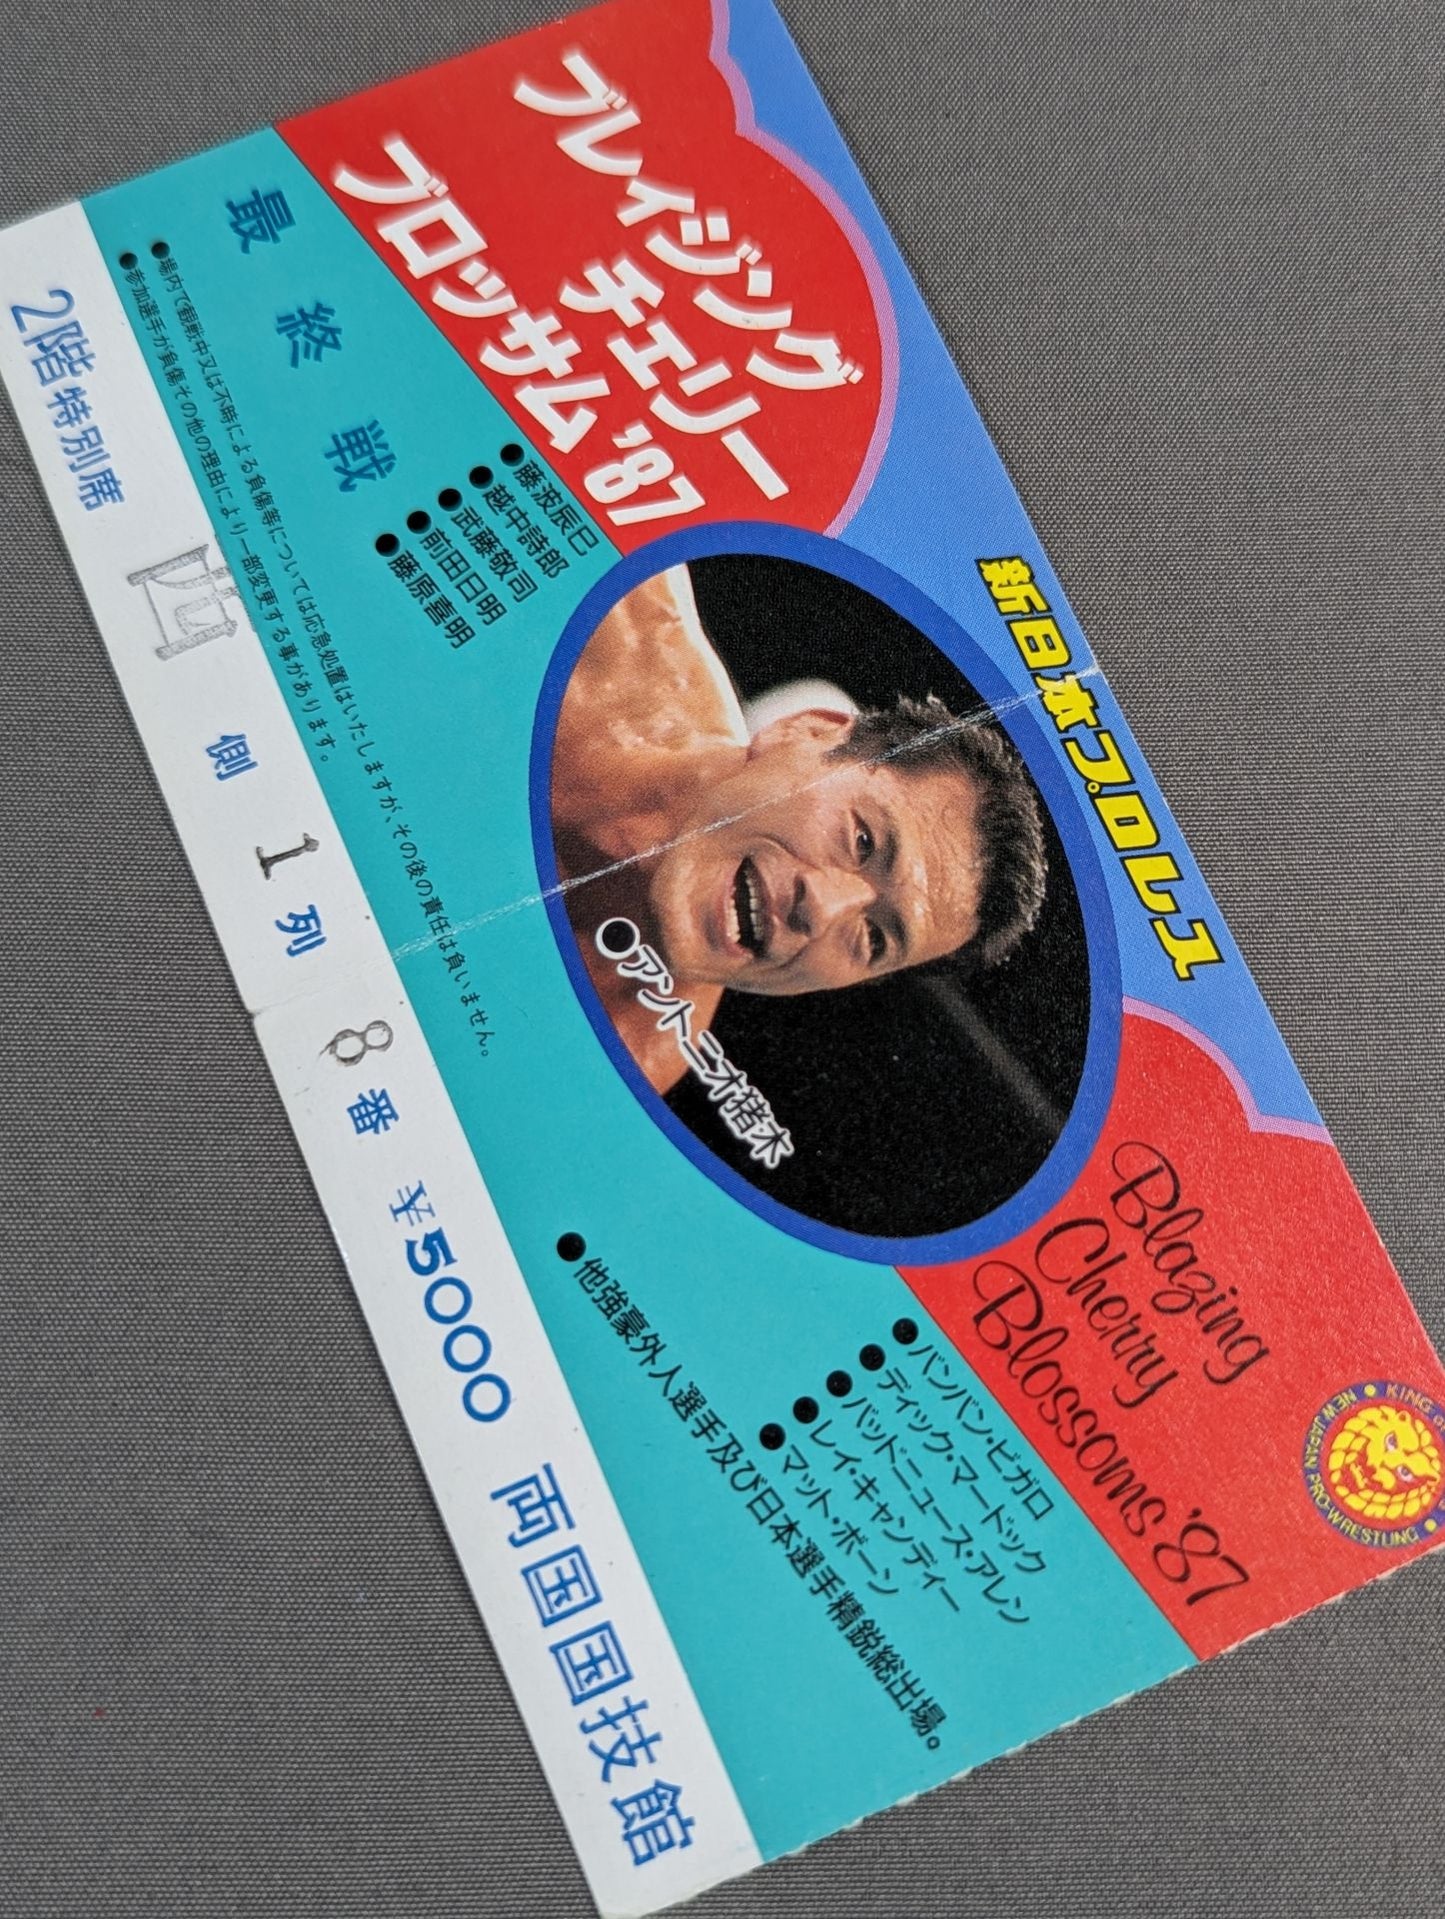 新日本プロレス
ブレイジング
チェリー
ブロッサム'87
Blazing
Cherry
Blossoms '87
KING
NEW JAPAN PRO-WRESTLING
最終戦
●藤波辰巳
●越中詩郎
●武藤敬司
●前田日明
●藤原喜明
●アントニオ猪木
●バンバン・ビガロ
●ディック・マードック
●バッドニュース・アレン
●レイ・キャンディー
●マット・ボーン
●他強豪外人選手及び日本選手精鋭総出場。
●場内で観戦中又は不時による負傷等については応急処置はいたしますが、その後の責任は負いません。
●参加選手が負傷その他の理由により一部変更する事があります。
2階特別席 西 側 1 列 8 番 ¥5000 両国国技館